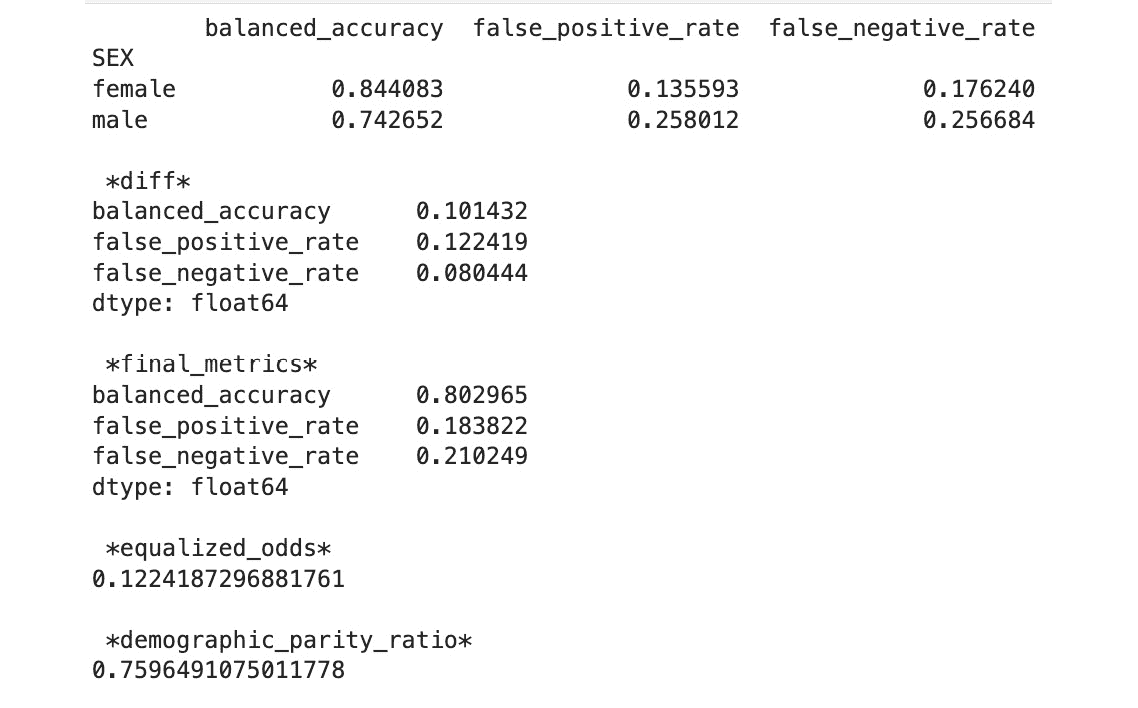 balanced_accuracy false_positive_rate false_negative_rate
SEX
female 0.844083 0.135593 0.176240
male 0.742652 0.258012 0.256684
*diff*
balanced_accuracy 0.101432
false_positive_rate 0.122419
false_negative_rate 0.080444
dtype: float64
*final_metrics*
balanced_accuracy 0.802965
false_positive_rate 0.183822
false_negative_rate 0.210249
dtype: float64
*equalized_odds*
0.1224187296881761
*demographic_parity_ratio*
0.7596491075011778